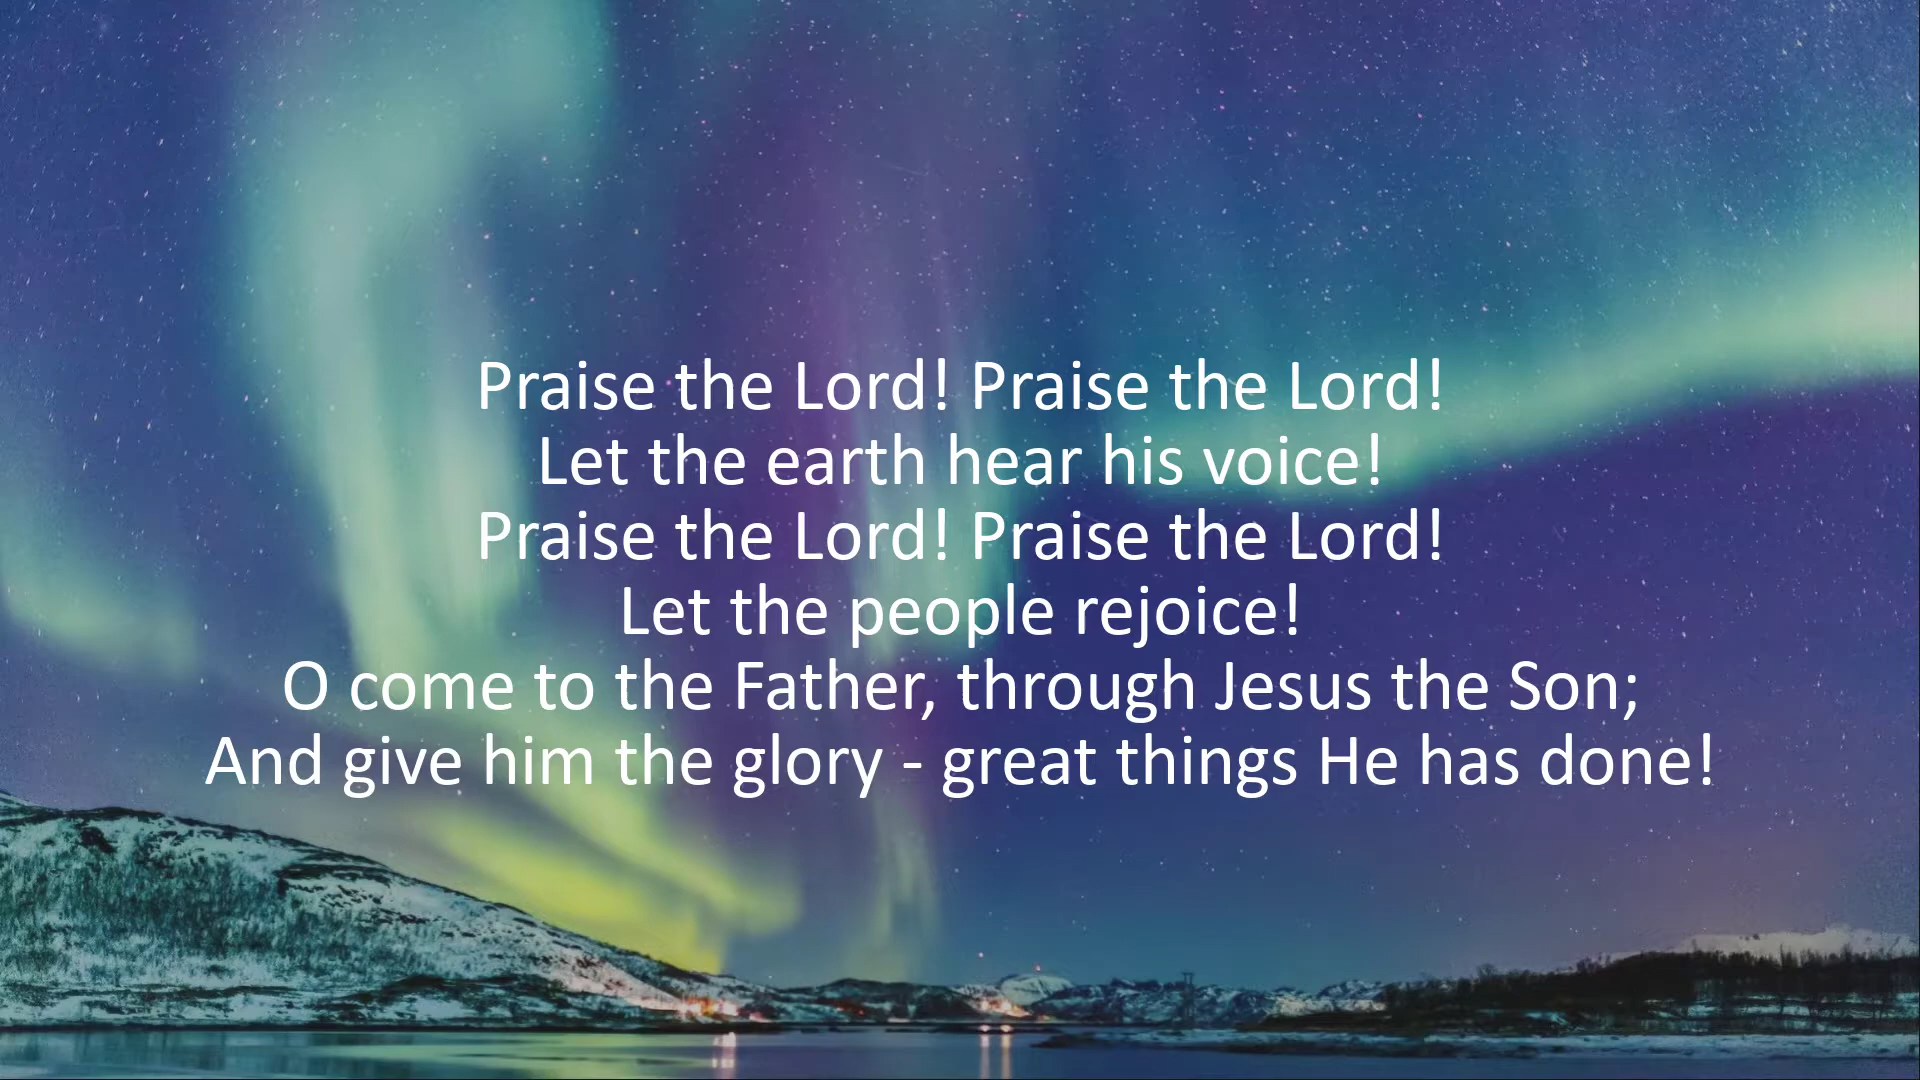 Praise the Lord! Praise the Lord!
Let the earth hear his voice!
Praise the Lord! Praise the Lord!
Let the people rejoice!
O come to the Father, through Jesus the Son;
And give him the glory - great things He has done!